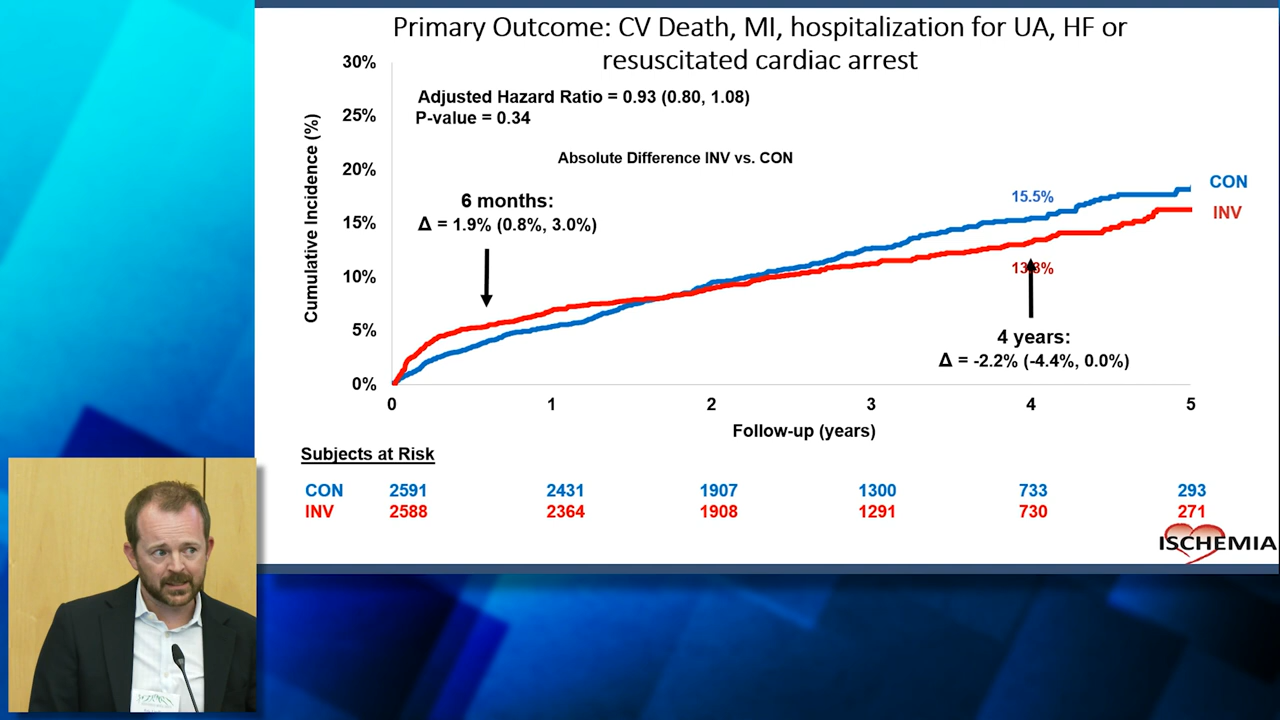 Primary Outcome: CV Death, MI, hospitalization for UA, HF or
resuscitated cardiac arrest
30%
25%
20%
15%
10%
5%
0%
Cumulative Incidence (%)
Adjusted Hazard Ratio = 0.93 (0.80, 1.08)
P-value = 0.34
Absolute Difference INV vs. CON
6 months:
Δ = 1.9% (0.8%, 3.0%)
15.5%
CON
INV
13.3%
4 years:
Δ = -2.2% (-4.4%, 0.0%)
0 1 2 3 4 5
Follow-up (years)
Subjects at Risk
CON 2591 2431 1907 1300 733 293
INV 2588 2364 1908 1291 730 271
ISCHEMIA